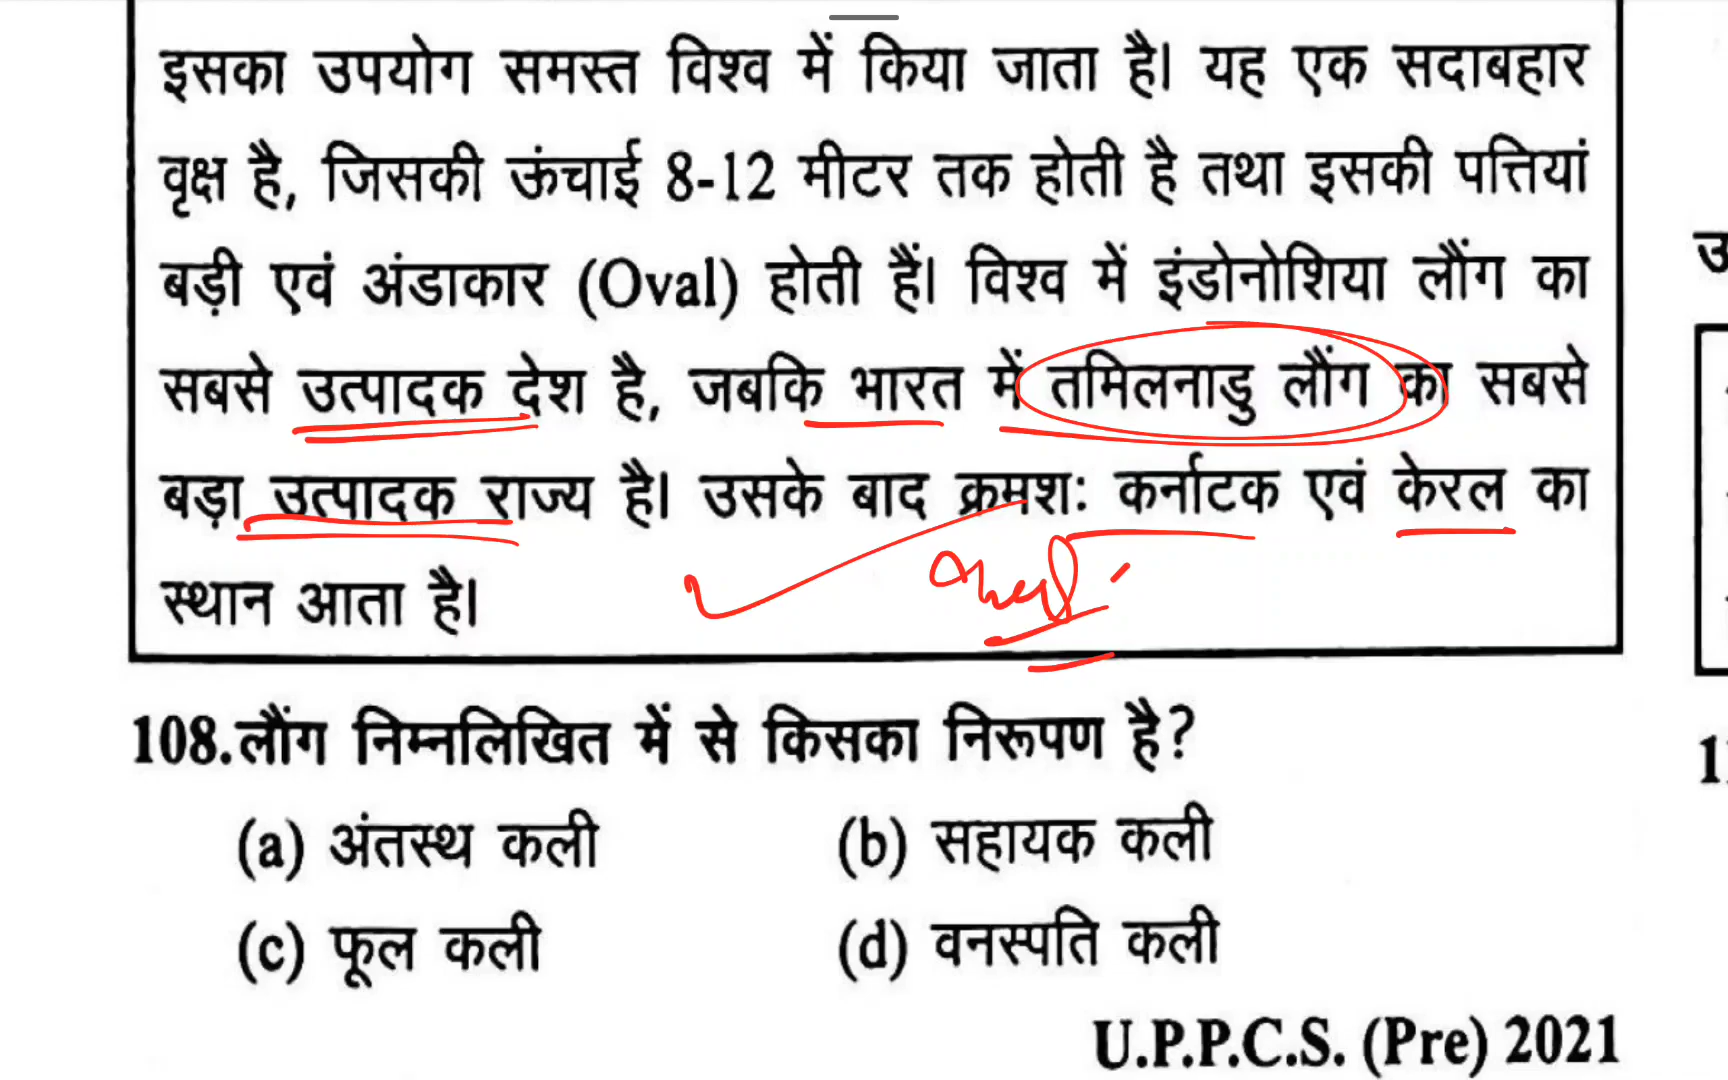 इसका उपयोग समस्त विश्व में किया जाता है। यह एक सदाबहार
वृक्ष है, जिसकी ऊंचाई 8-12 मीटर तक होती है तथा इसकी पत्तियां
बड़ी एवं अंडाकार (Oval) होती हैं। विश्व में इंडोनोशिया लौंग का
सबसे उत्पादक देश है, जबकि भारत में तमिलनाडु लौंग का सबसे
बड़ा उत्पादक राज्य है। उसके बाद क्रमशः कर्नाटक एवं केरल का
स्थान आता है।
108. लौंग निम्नलिखित में से किसका निरूपण है?
(a) अंतस्थ कली (b) सहायक कली
(c) फूल कली (d) वनस्पति कली
U.P.P.C.S. (Pre) 2021